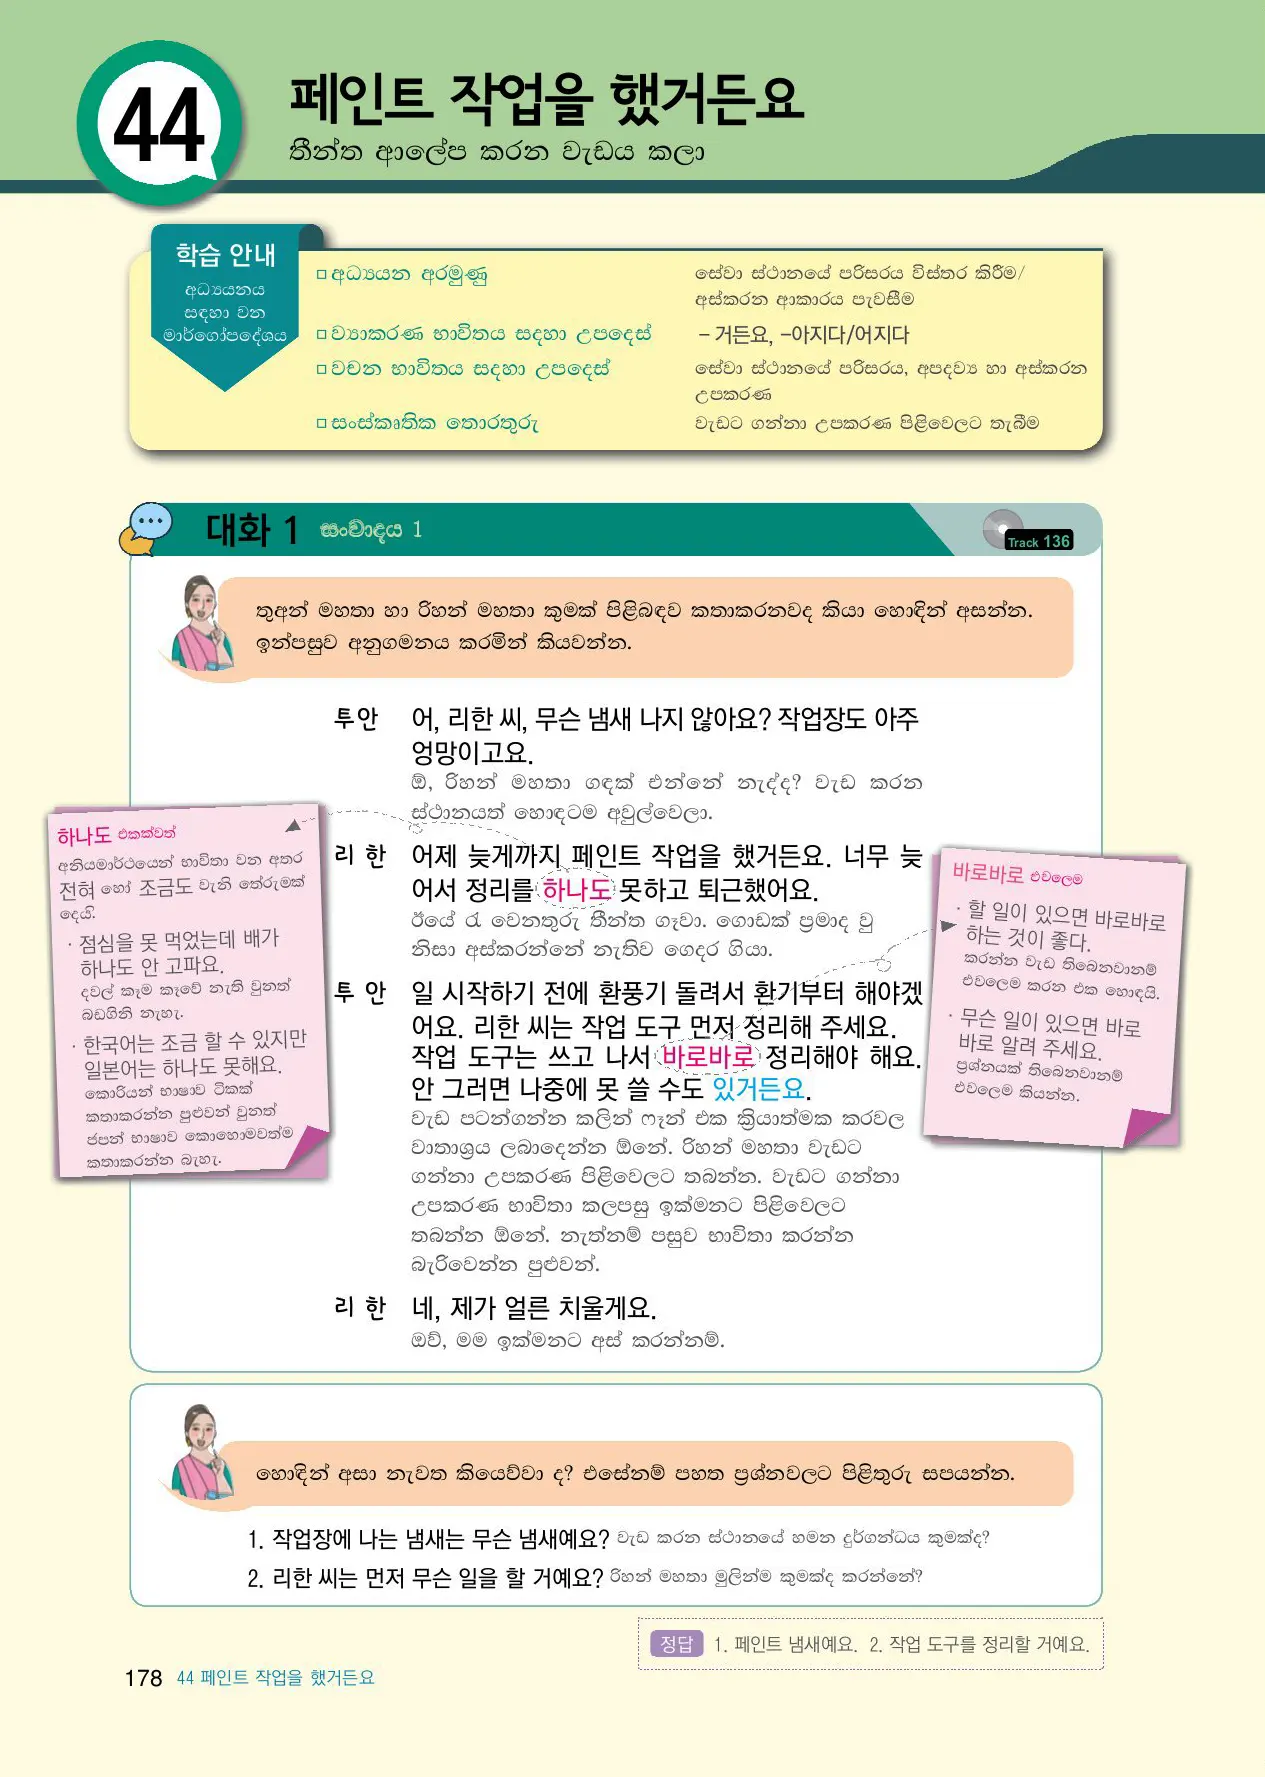 44
페인트 작업을 했거든요
තීන්ත ආලේප කරන වැඩය කලා
학습 안내
අධ්‍යයනය
සඳහා වන
මාර්ගෝපදේශය
□ අධ්‍යයන අරමුණු
සේවා ස්ථානයේ පරිසරය විස්තර කිරීම/
අස්කරන ආකාරය පැවසීම
□ ව්‍යාකරණ භාවිතය සදහා උපදෙස්
– 거든요, –아지다/어지다
□ වචන භාවිතය සදහා උපදෙස්
සේවා ස්ථානයේ පරිසරය, අපද්‍රව්‍ය හා අස්කරන
උපකරණ
□ සංස්කෘතික තොරතුරු
වැඩට ගන්නා උපකරණ පිළිවෙලට තැබීම
대화 1 සංවාදය 1
Track 136
තුඅන් මහතා හා රිහන් මහතා කුමක් පිළිබඳව කතාකරනවද කියා හොඳින් අසන්න.
ඉන්පසුව අනුගමනය කරමින් කියවන්න.
투안 어, 리한 씨, 무슨 냄새 나지 않아요? 작업장도 아주
엉망이고요.
ඕ, රිහන් මහතා ගඳක් එන්නේ නැද්ද? වැඩ කරන
ස්ථානයත් හොඳටම අවුල්වෙලා.
리 한 어제 늦게까지 페인트 작업을 했거든요. 너무 늦
어서 정리를 하나도 못하고 퇴근했어요.
ඊයේ රෑ වෙනතුරු තීන්ත ගෑවා. ගොඩක් ප්‍රමාද වු
නිසා අස්කරන්නේ නැතිව ගෙදර ගියා.
투 안 일 시작하기 전에 환풍기 돌려서 환기부터 해야겠
어요. 리한 씨는 작업 도구 먼저 정리해 주세요.
작업 도구는 쓰고 나서 바로바로 정리해야 해요.
안 그러면 나중에 못 쓸 수도 있거든요.
වැඩ පටන්ගන්න කලින් ෆෑන් එක ක්‍රියාත්මක කරවල
වාතාශ්‍රය ලබාදෙන්න ඕනේ. රිහන් මහතා වැඩට
ගන්නා උපකරණ පිළිවෙලට තබන්න. වැඩට ගන්නා
උපකරණ භාවිතා කලපසු ඉක්මනට පිළිවෙලට
තබන්න ඕනේ. නැත්නම් පසුව භාවිතා කරන්න
බැරිවෙන්න පුළුවන්.
리 한 네, 제가 얼른 치울게요.
ඔව්, මම ඉක්මනට අස් කරන්නම්.
하나도 එකක්වත්
අනියමාර්ථයෙන් භාවිතා වන අතර
전혀 හෝ 조금도 වැනි තේරුමක්
දෙයි.
· 점심을 못 먹었는데 배가
하나도 안 고파요.
දවල් කෑම කෑවේ නැති වුනත්
බඩගිනි නැහැ.
· 한국어는 조금 할 수 있지만
일본어는 하나도 못해요.
කොරියන් භාෂාව ටිකක්
කතාකරන්න පුළුවන් වුනත්
ජපන් භාෂාව කොහොමවත්ම
කතාකරන්න බැහැ.
바로바로 එවලෙම
· 할 일이 있으면 바로바로
하는 것이 좋다.
කරන්න වැඩ තිබෙනවානම්
එවලෙම කරන එක හොඳයි.
· 무슨 일이 있으면 바로
바로 알려 주세요.
ප්‍රශ්නයක් තිබෙනවානම්
එවලෙම කියන්න.
හොඳින් අසා නැවත කියෙව්වා ද? එසේනම් පහත ප්‍රශ්නවලට පිළිතුරු සපයන්න.
1. 작업장에 나는 냄새는 무슨 냄새예요? වැඩ කරන ස්ථානයේ හමන දුර්ගන්ධය කුමක්ද?
2. 리한 씨는 먼저 무슨 일을 할 거예요? රිහන් මහතා මුලින්ම කුමක්ද කරන්නේ?
정답 1. 페인트 냄새예요. 2. 작업 도구를 정리할 거예요.
178 44 페인트 작업을 했거든요